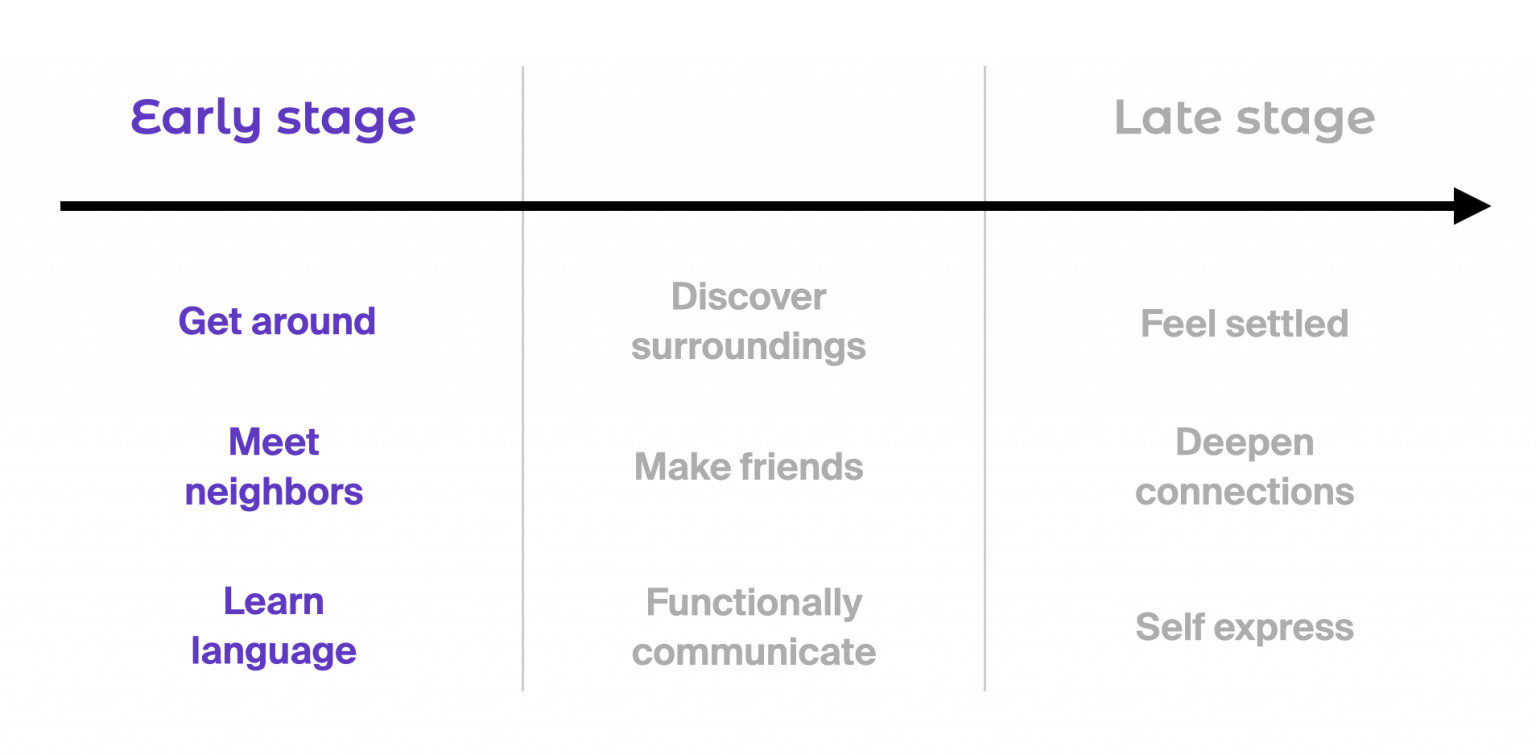 Early stage
Late stage
Get around
Discover
surroundings
Feel settled
Meet
neighbors
Make friends
Deepen
connections
Learn
language
Functionally
communicate
Self express